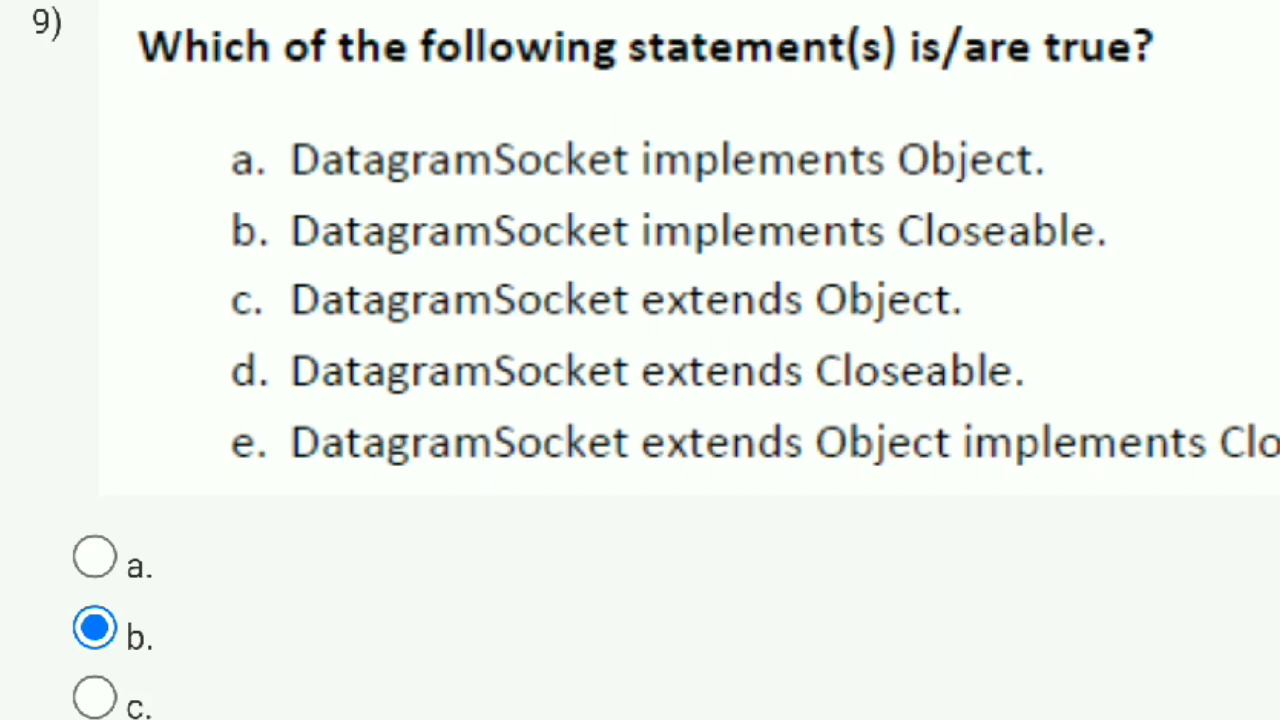 9)
Which of the following statement(s) is/are true?
a. DatagramSocket implements Object.
b. DatagramSocket implements Closeable.
c. DatagramSocket extends Object.
d. DatagramSocket extends Closeable.
e. DatagramSocket extends Object implements Clo
a.
b.
c.